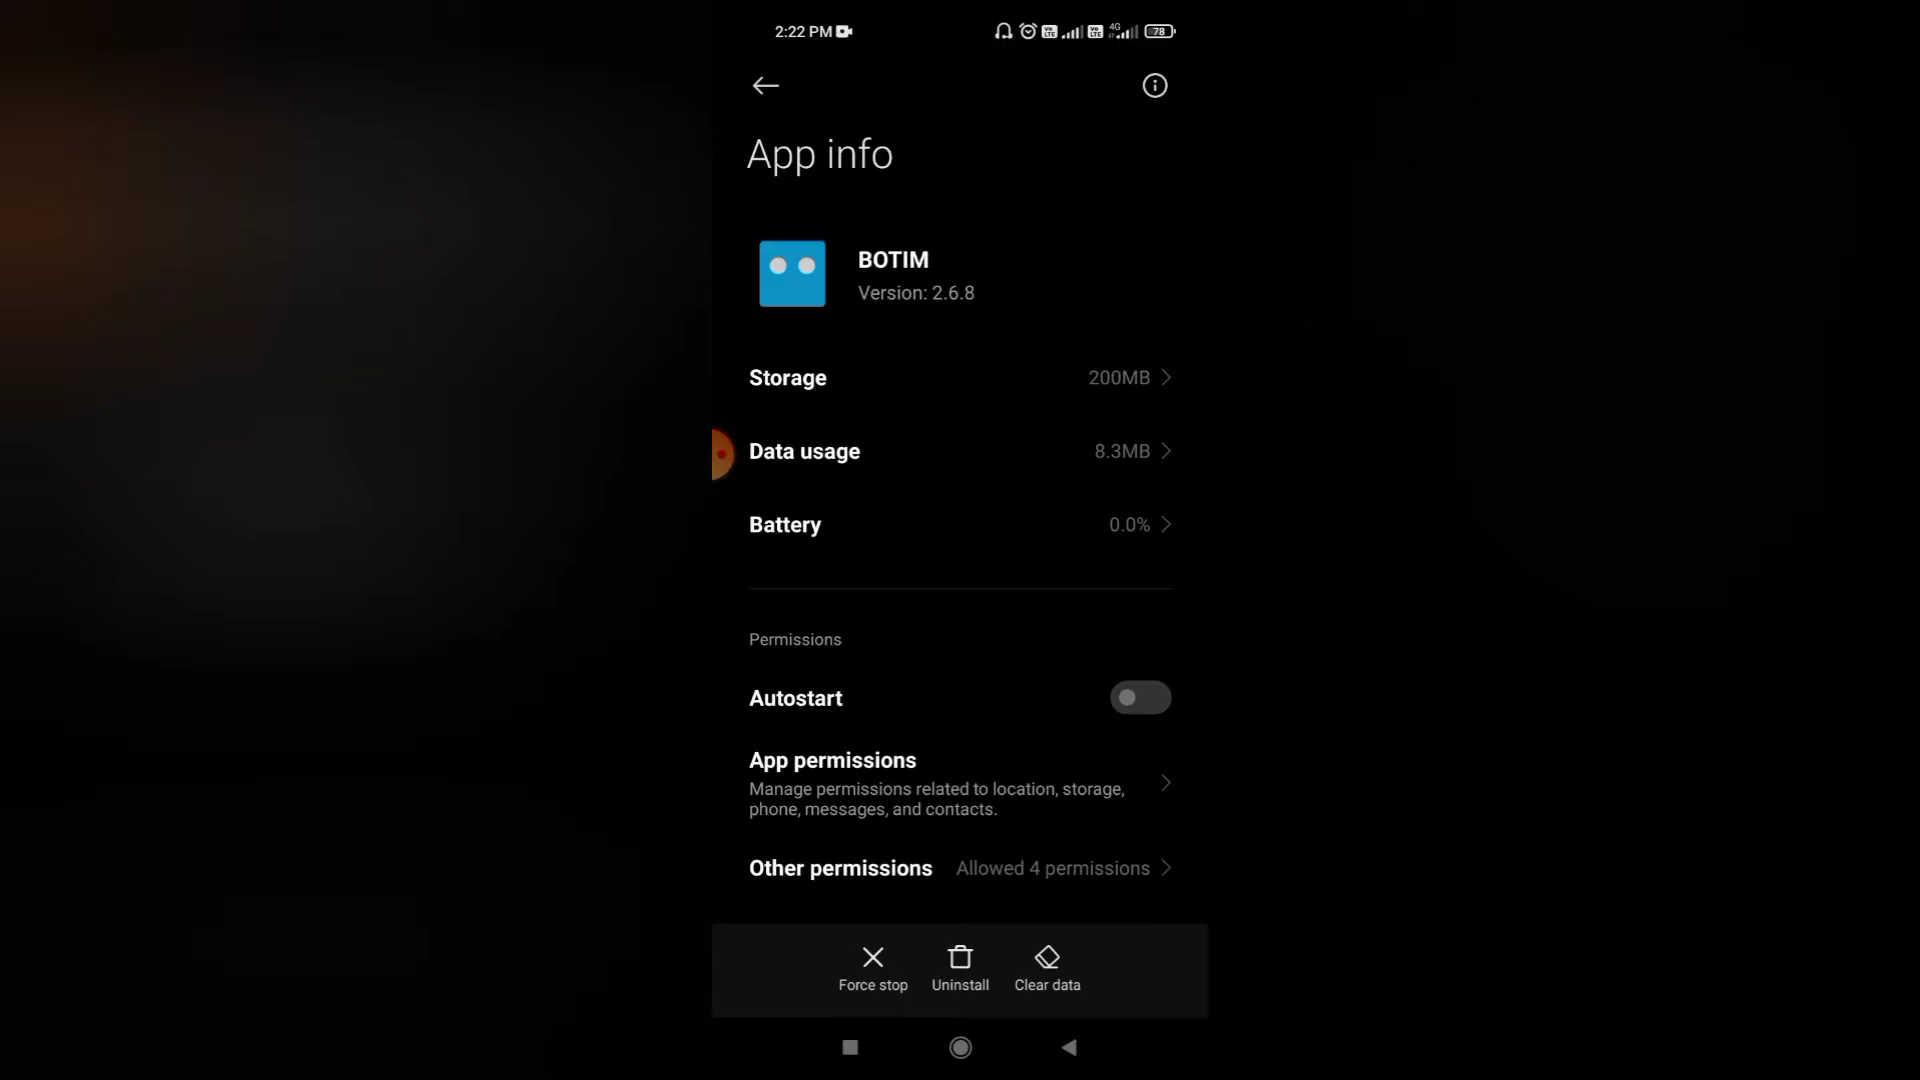 2:22 PM
4G
78
App info
BOTIM
Version: 2.6.8
Storage 200MB
Data usage 8.3MB
Battery 0.0%
Permissions
Autostart
App permissions
Manage permissions related to location, storage,
phone, messages, and contacts.
Other permissions Allowed 4 permissions
Force stop Uninstall Clear data